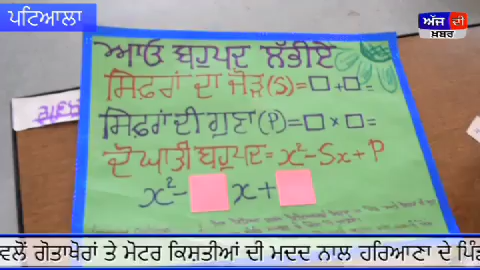 ਪਟਿਆਲਾ
ਅੱਜ ਦੀ
ਖ਼ਬਰ
ਆਓ ਬਹੁਪਦ ਲੱਭੀਏ
ਸਿਫ਼ਰਾਂ ਦਾ ਜੋੜ(S)=□+□=
ਸਿਫ਼ਰਾਂ ਦੀ ਗੁਣਾ(P)=□×□=
ਦੋ ਘਾਤੀ ਬਹੁਪਦ=x²-Sx+P
x²-□x+□
ਵਲੋਂ ਗੋਤਾਖੋਰਾਂ ਤੇ ਮੋਟਰ ਕਿਸ਼ਤੀਆਂ ਦੀ ਮਦਦ ਨਾਲ ਹਰਿਆਣਾ ਦੇ ਪਿੰਡ